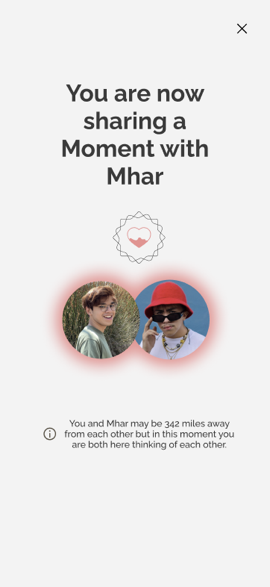 You are now
sharing a
Moment with
Mhar
You and Mhar may be 342 miles away
from each other but in this moment you
are both here thinking of each other.